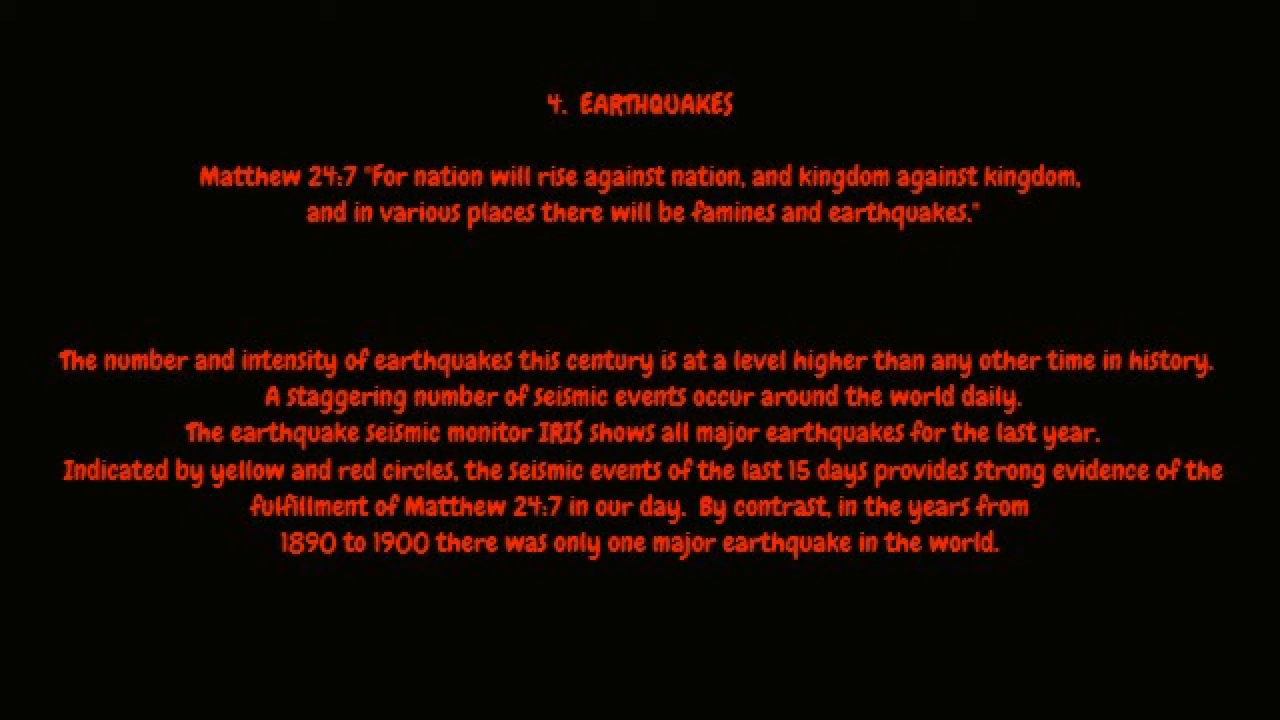 4. EARTHQUAKES
Matthew 24:7 "For nation will rise against nation, and kingdom against kingdom,
and in various places there will be famines and earthquakes."
The number and intensity of earthquakes this century is at a level higher than any other time in history.
A staggering number of seismic events occur around the world daily.
The earthquake seismic monitor IRIS shows all major earthquakes for the last year.
Indicated by yellow and red circles, the seismic events of the last 15 days provides strong evidence of the
fulfillment of Matthew 24:7 in our day. By contrast, in the years from
1890 to 1900 there was only one major earthquake in the world.